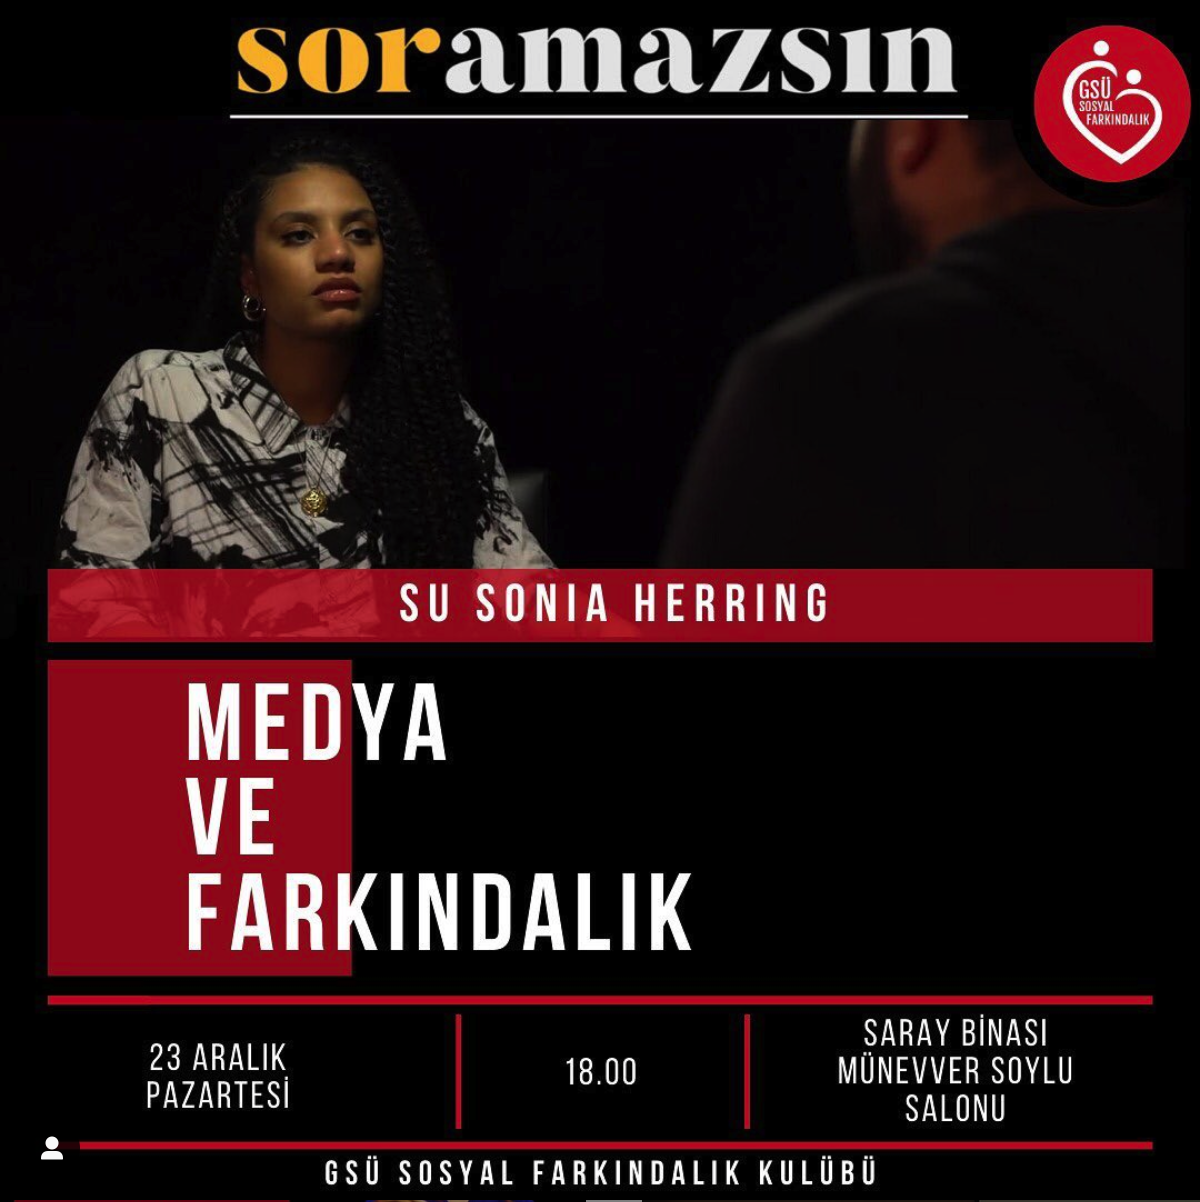 soramazsın
GSÜ
SOSYAL
FARKINDALIK
SU SONIA HERRING
MEDYA
VE
FARKINDALIK
23 ARALIK
PAZARTESİ
18.00
SARAY BİNASI
MÜNEVVER SOYLU
SALONU
GSÜ SOSYAL FARKINDALIK KULÜBÜ